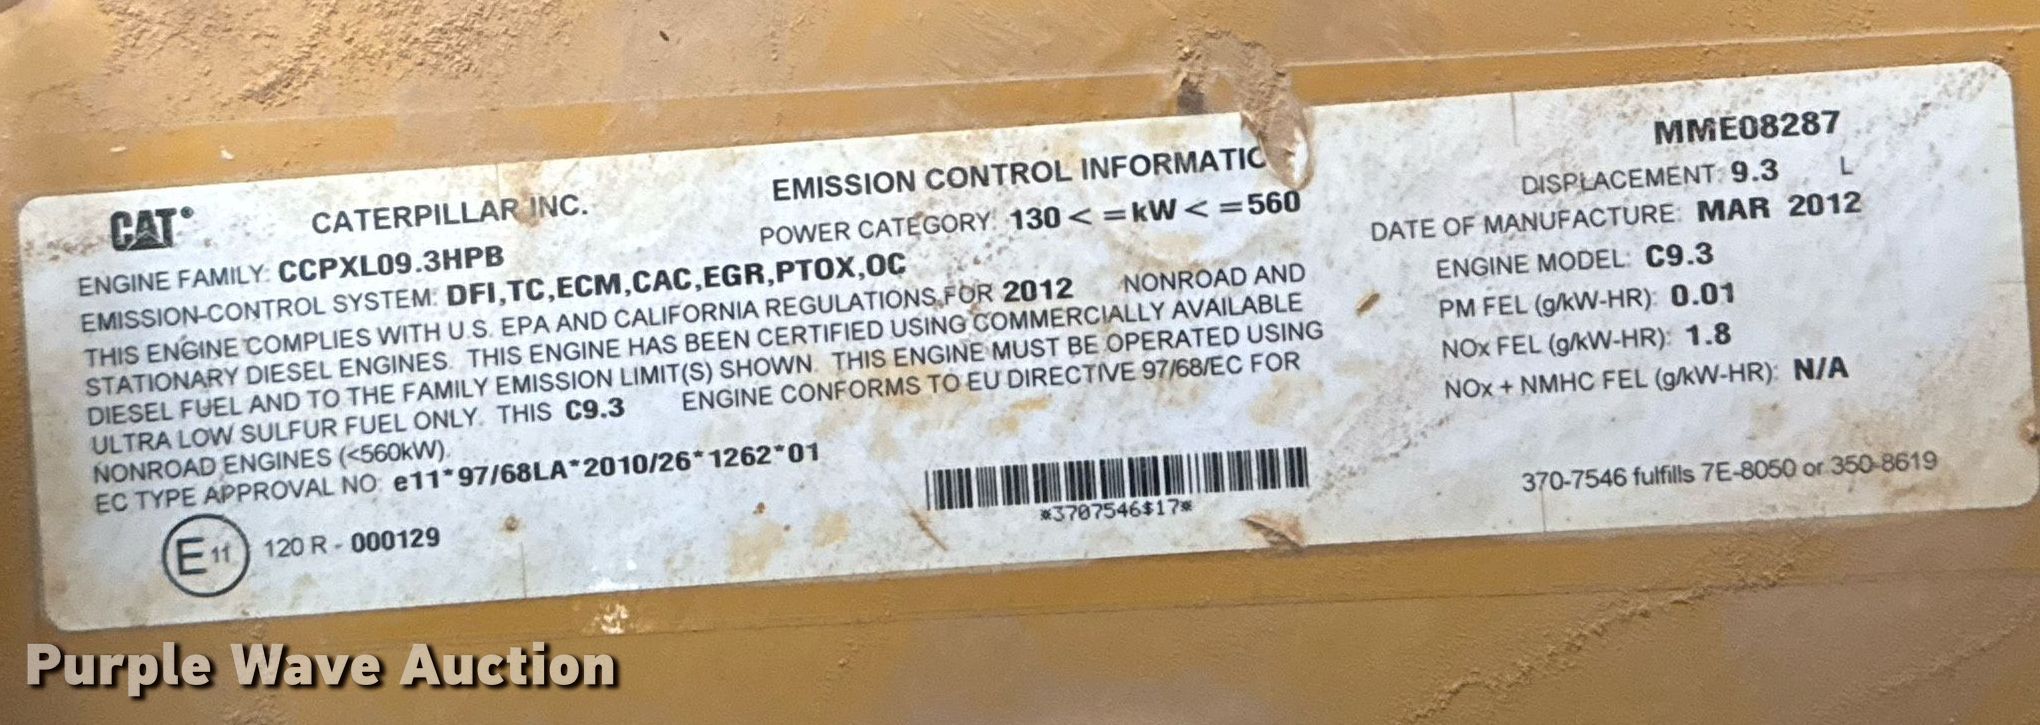 CAT®
CATERPILLAR INC.
EMISSION CONTROL INFORMATIO
MME08287
ENGINE FAMILY: CCPXL09.3HPB
POWER CATEGORY: 130 < =kW < =560
DISPLACEMENT: 9.3 L
EMISSION-CONTROL SYSTEM: DFI,TC,ECM,CAC,EGR,PTOX,OC
DATE OF MANUFACTURE: MAR 2012
THIS ENGINE COMPLIES WITH U.S. EPA AND CALIFORNIA REGULATIONS FOR 2012 NONROAD AND
ENGINE MODEL: C9.3
STATIONARY DIESEL ENGINES. THIS ENGINE HAS BEEN CERTIFIED USING COMMERCIALLY AVAILABLE
PM FEL (g/kW-HR): 0.01
DIESEL FUEL AND TO THE FAMILY EMISSION LIMIT(S) SHOWN. THIS ENGINE MUST BE OPERATED USING
NOx FEL (g/kW-HR): 1.8
ULTRA LOW SULFUR FUEL ONLY. THIS C9.3 ENGINE CONFORMS TO EU DIRECTIVE 97/68/EC FOR
NOx + NMHC FEL (g/kW-HR): N/A
NONROAD ENGINES (<560kW).
EC TYPE APPROVAL NO: e11*97/68LA*2010/26*1262*01
370-7546 fulfills 7E-8050 or 350-8619
*3707546$17*
E11 120 R - 000129
Purple Wave Auction